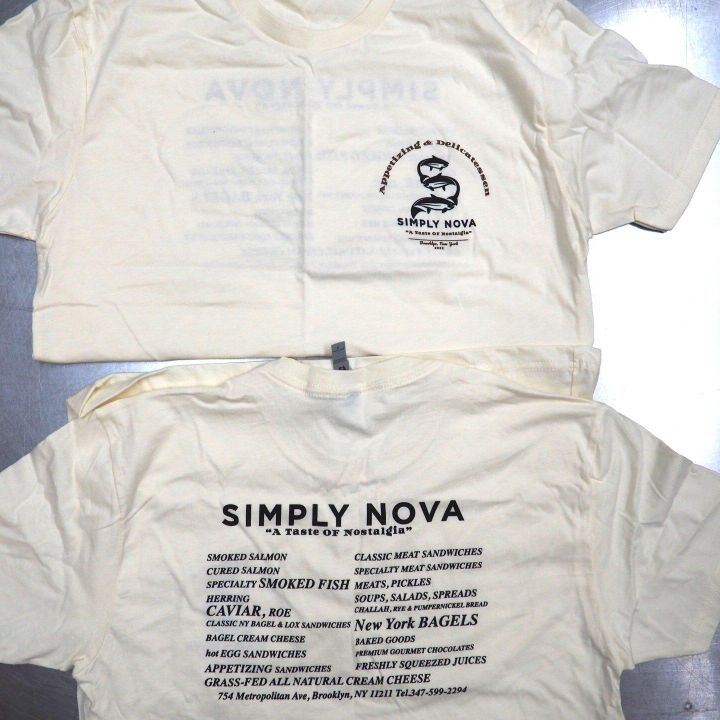 Appetizing & Delicatessen
SIMPLY NOVA
"A Taste Of Nostalgia"
Brooklyn, New York
SIMPLY NOVA
"A Taste OF Nostalgia"
SMOKED SALMON
CURED SALMON
SPECIALTY SMOKED FISH
HERRING
CAVIAR, ROE
CLASSIC NY BAGEL & LOX SANDWICHES
BAGEL CREAM CHEESE
hot EGG SANDWICHES
APPETIZING SANDWICHES
CLASSIC MEAT SANDWICHES
SPECIALTY MEAT SANDWICHES
MEATS, PICKLES
SOUPS, SALADS, SPREADS
CHALLAH, RYE & PUMPERNICKEL BREAD
New York BAGELS
BAKED GOODS
PREMIUM GOURMET CHOCOLATES
FRESHLY SQUEEZED JUICES
GRASS-FED ALL NATURAL CREAM CHEESE
754 Metropolitan Ave, Brooklyn, NY 11211 Tel.347-599-2294